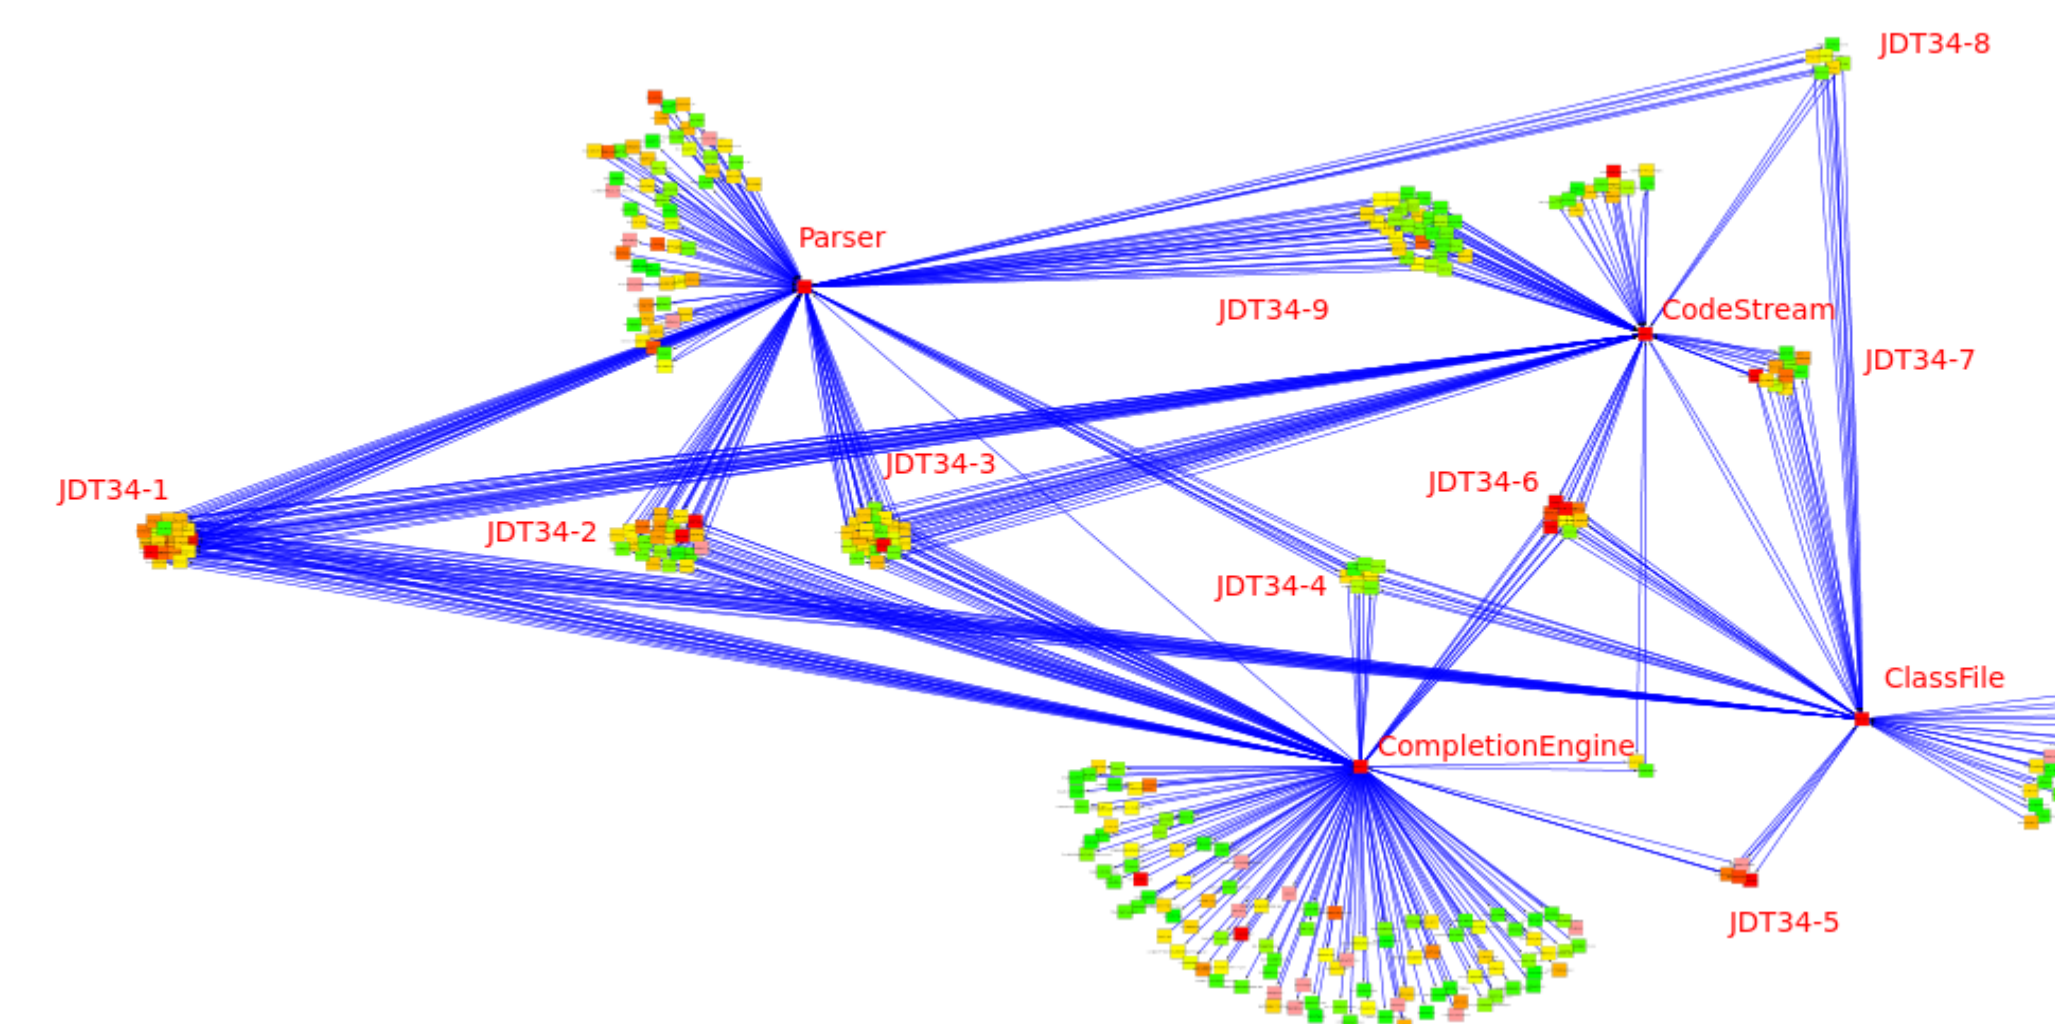 JDT34-8
Parser
JDT34-9
CodeStream
JDT34-7
JDT34-3
JDT34-1
JDT34-6
JDT34-2
JDT34-4
ClassFile
CompletionEngine
JDT34-5